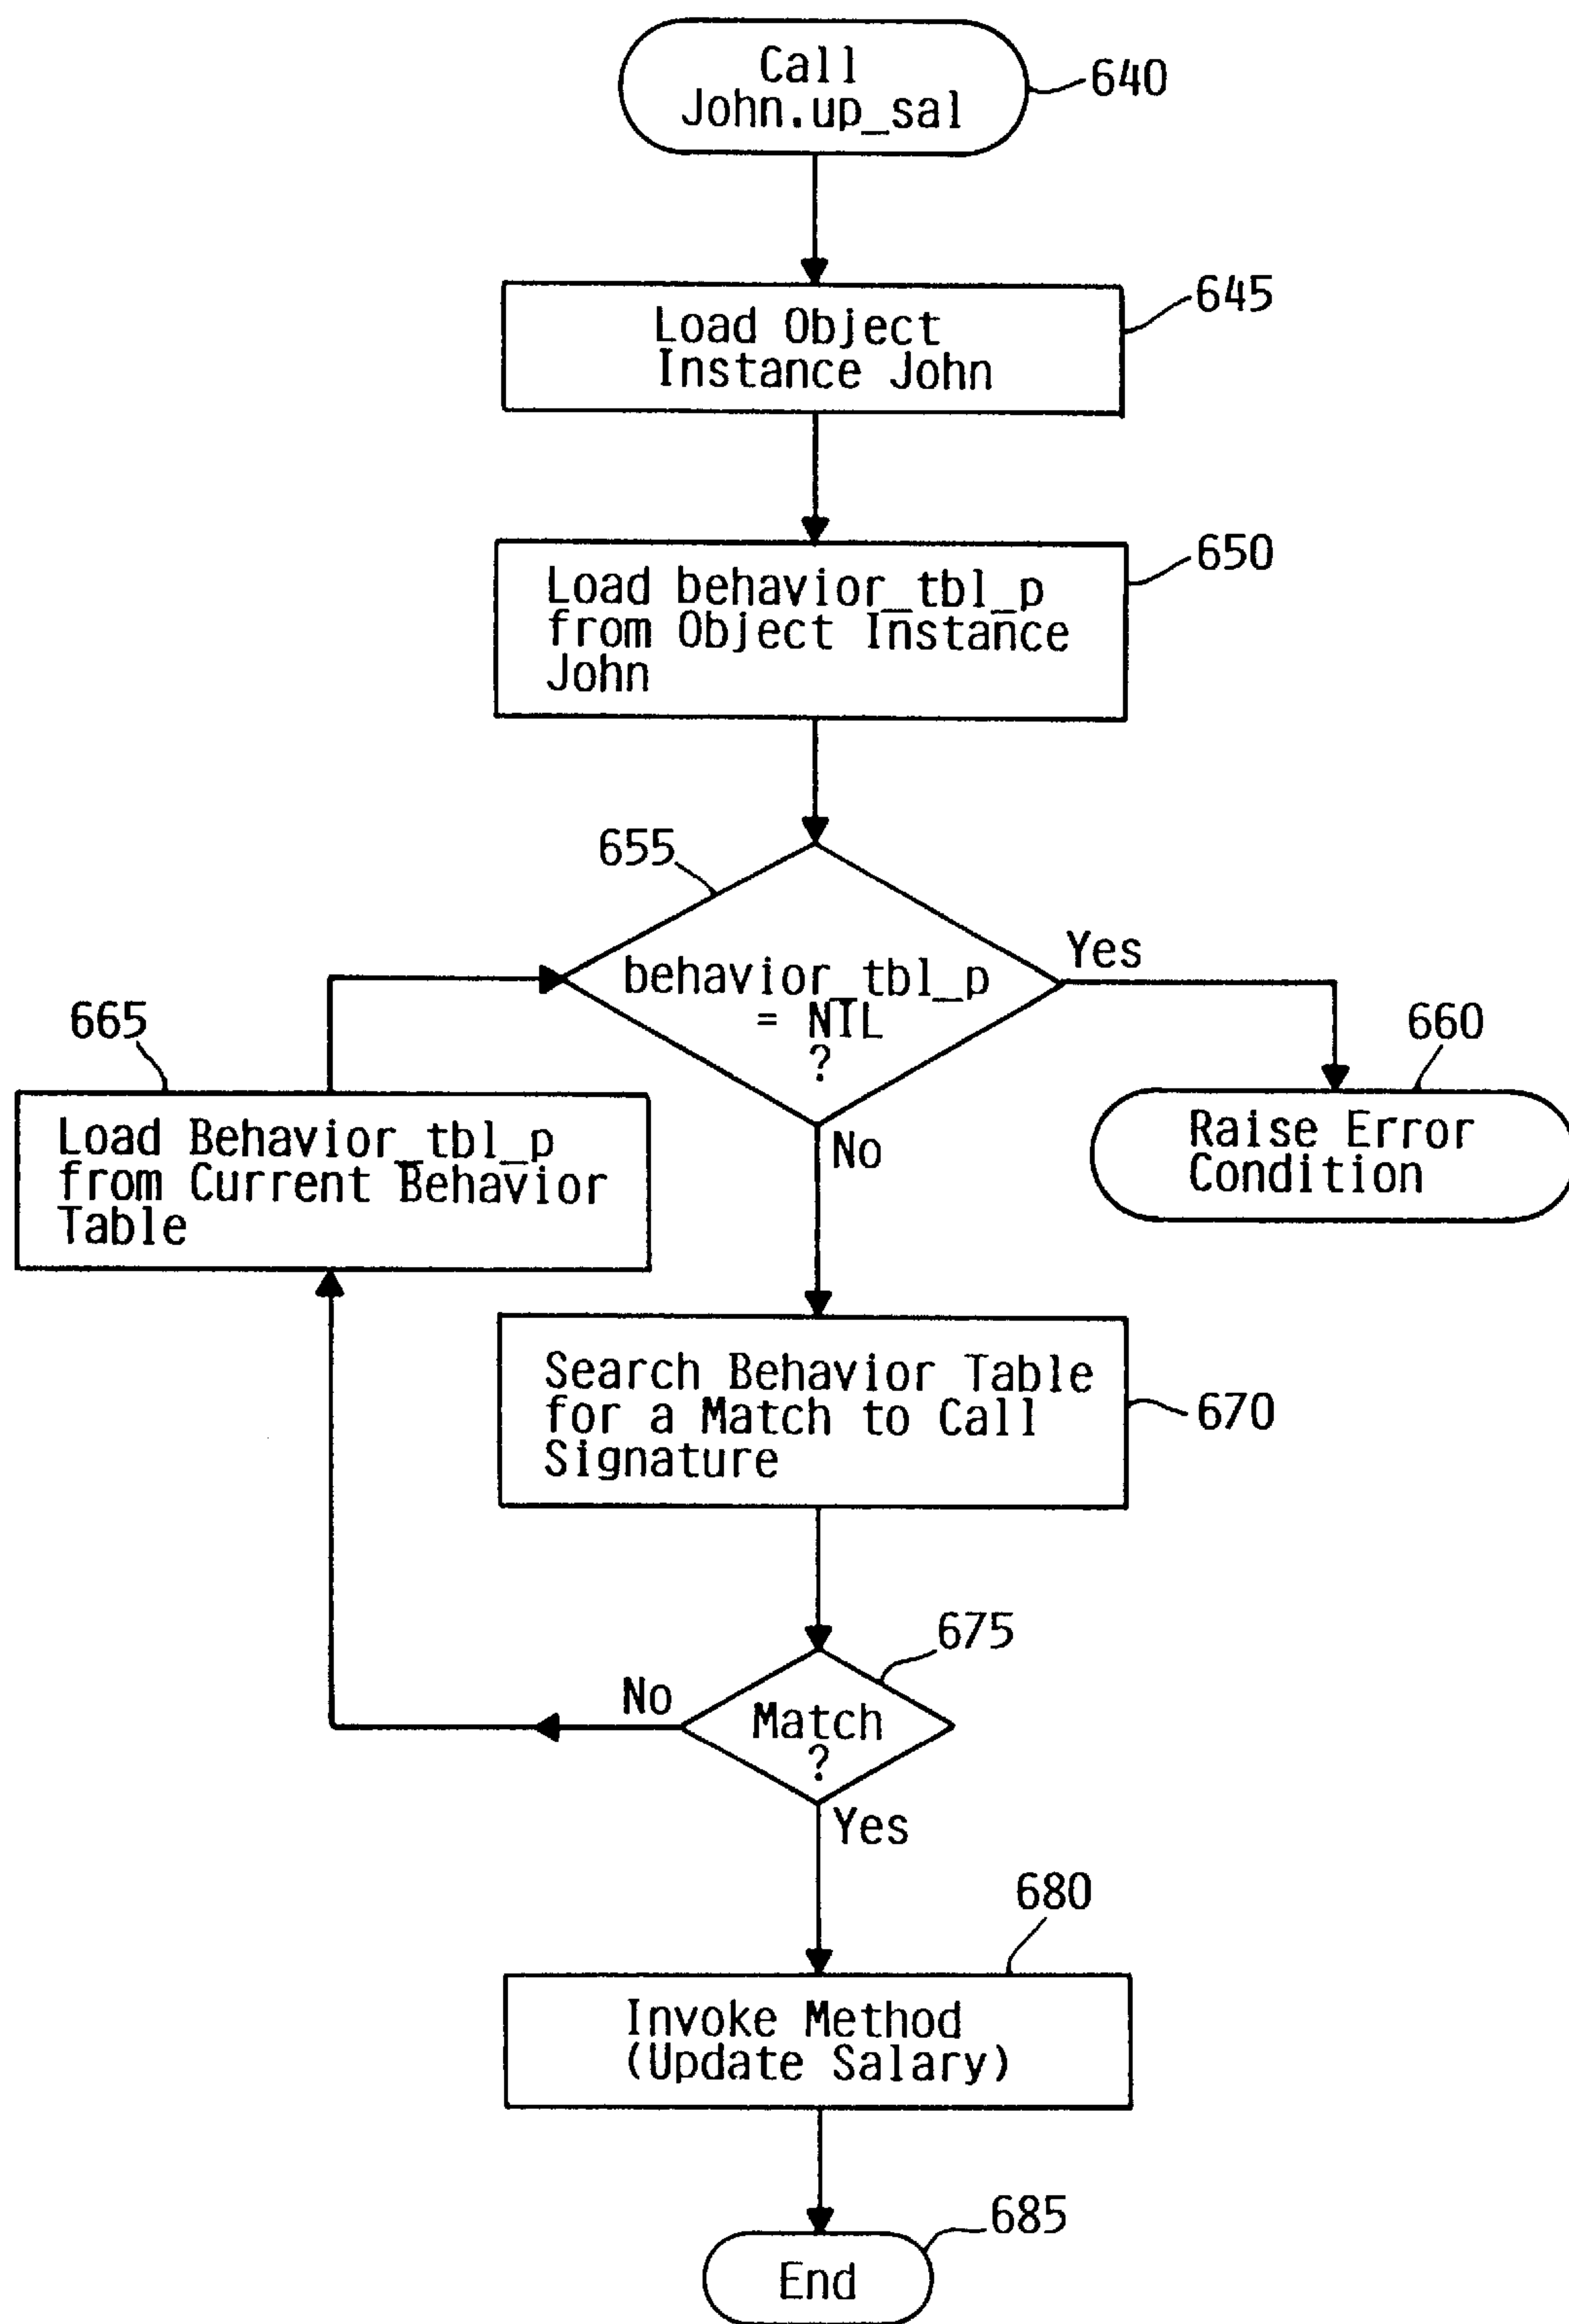 Call
John.up_sal
640
Load Object
Instance John
645
Load behavior_tbl_p
from Object Instance
John
650
655
behavior_tbl_p
= NIL
?
Yes
No
660
Raise Error
Condition
665
Load Behavior_tbl_p
from Current Behavior
Table
Search Behavior Table
for a Match to Call
Signature
670
675
Match
?
No
Yes
680
Invoke Method
(Update Salary)
685
End